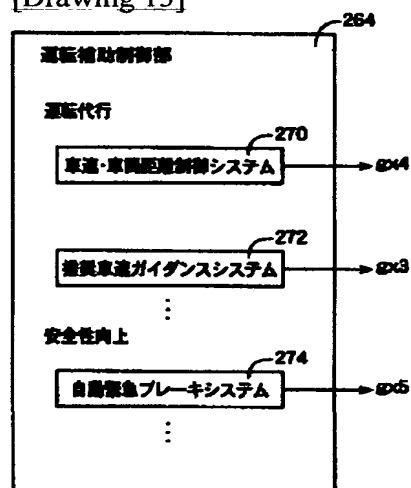 [Drawing 13]
264
運転補助制御部
運転代行
270
車速・車間距離制御システム
gx4
272
推奨車速ガイダンスシステム
gx3
安全性向上
274
自動緊急ブレーキシステム
gx5